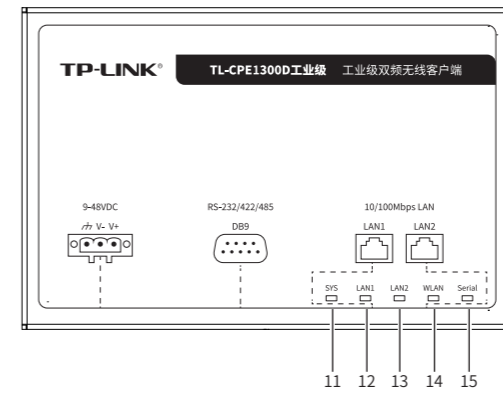 TP-LINK®
TL-CPE1300D工业级 工业级双频无线客户端
9-48VDC RS-232/422/485 10/100Mbps LAN
V- V+ DB9 LAN1 LAN2
SYS LAN1 LAN2 WLAN Serial
11 12 13 14 15